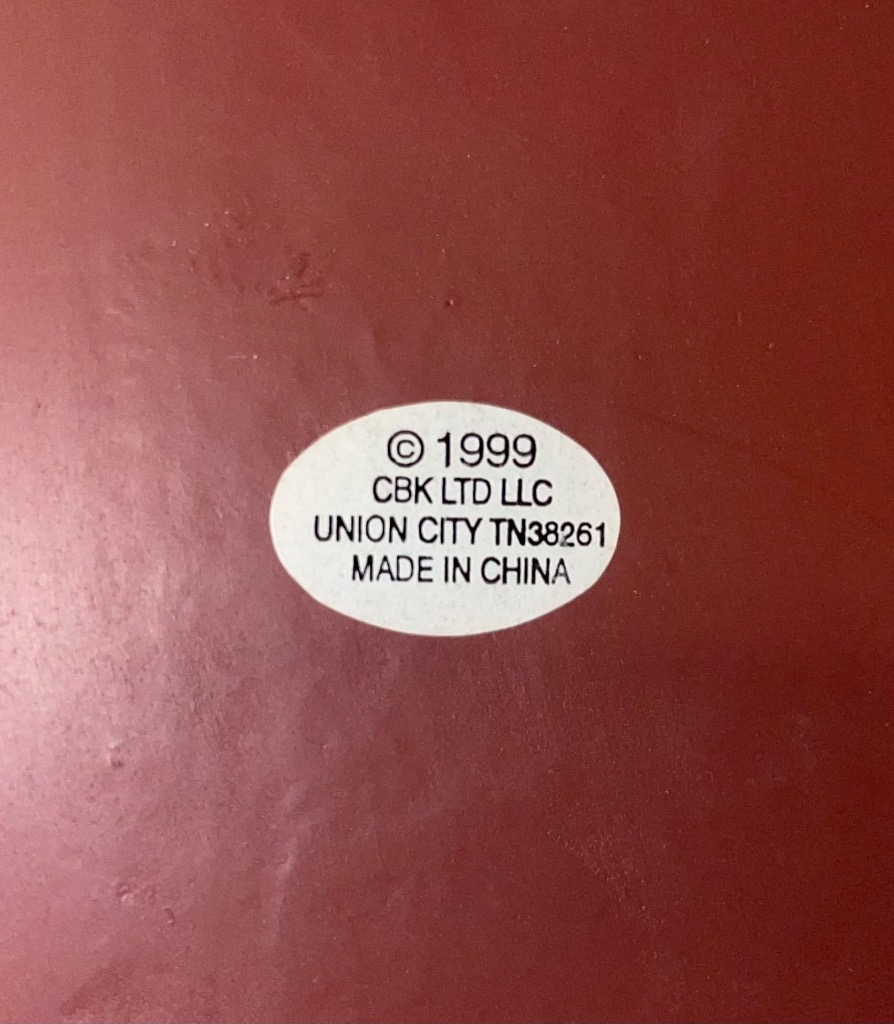 © 1999
CBK LTD LLC
UNION CITY TN38261
MADE IN CHINA